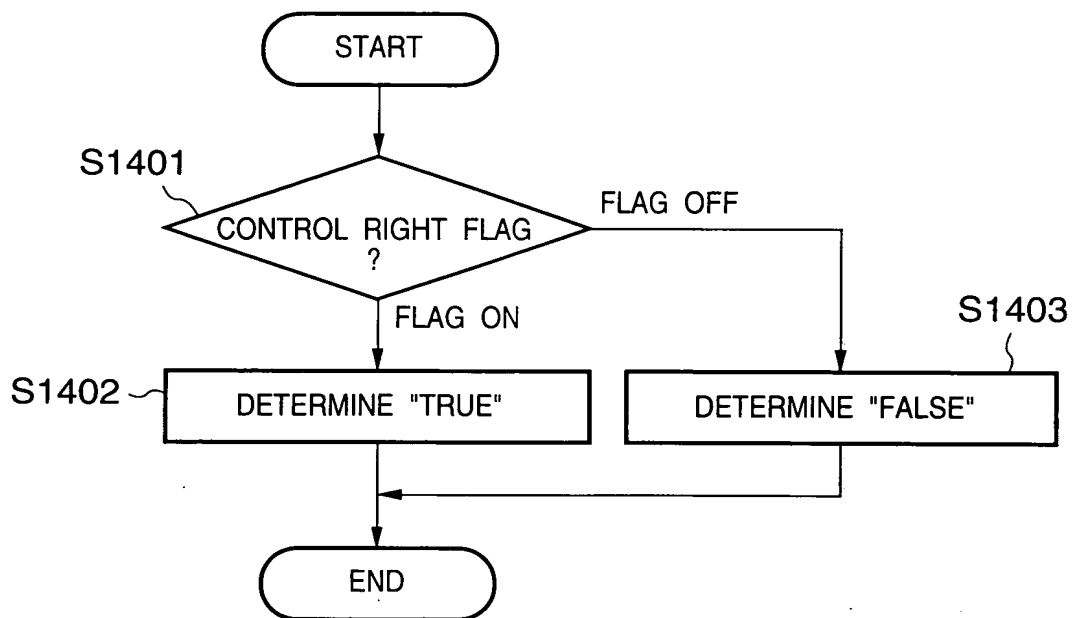 START
S1401
FLAG OFF
CONTROL RIGHT FLAG
?
FLAG ON
S1403
S1402
DETERMINE "TRUE"
DETERMINE "FALSE"
END